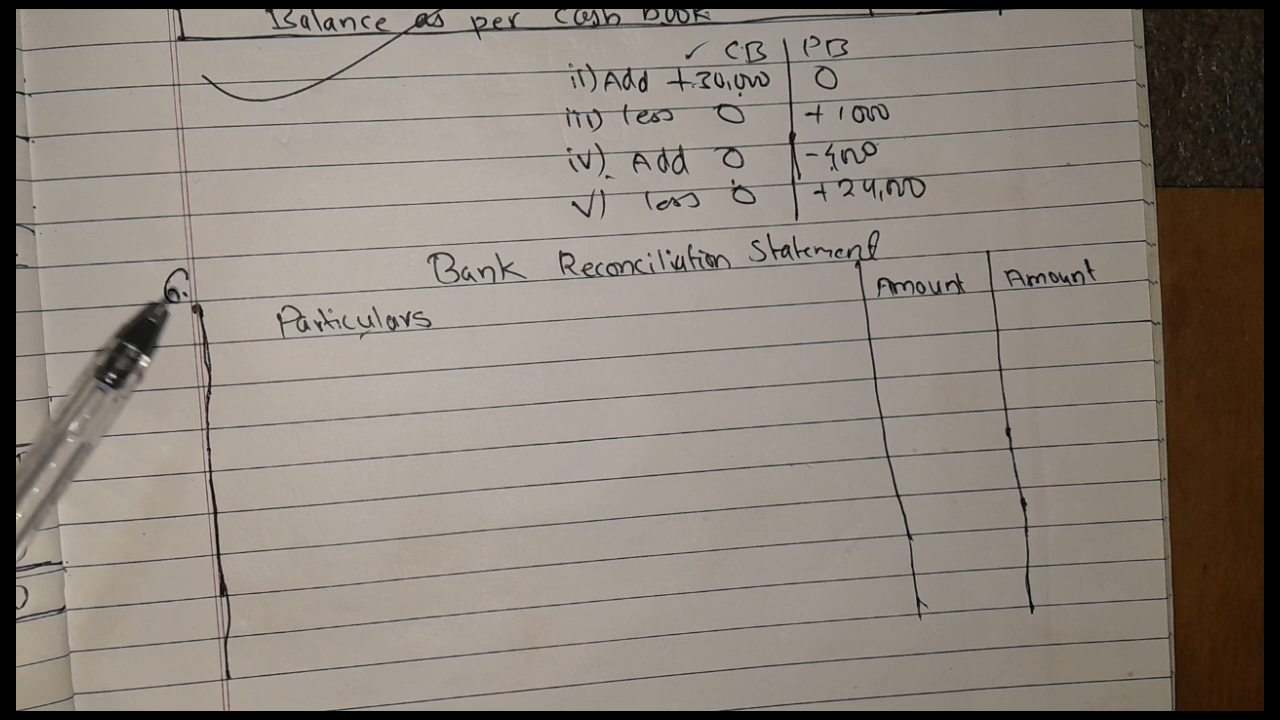 Balance as per Cash Book
✓ CB | PB
ii) Add +30,000 | 0
iii) less 0 | +1000
iv) Add 0
v) less 0 | +24,000
Bank Reconciliation Statement
6.
Particulars Amount Amount